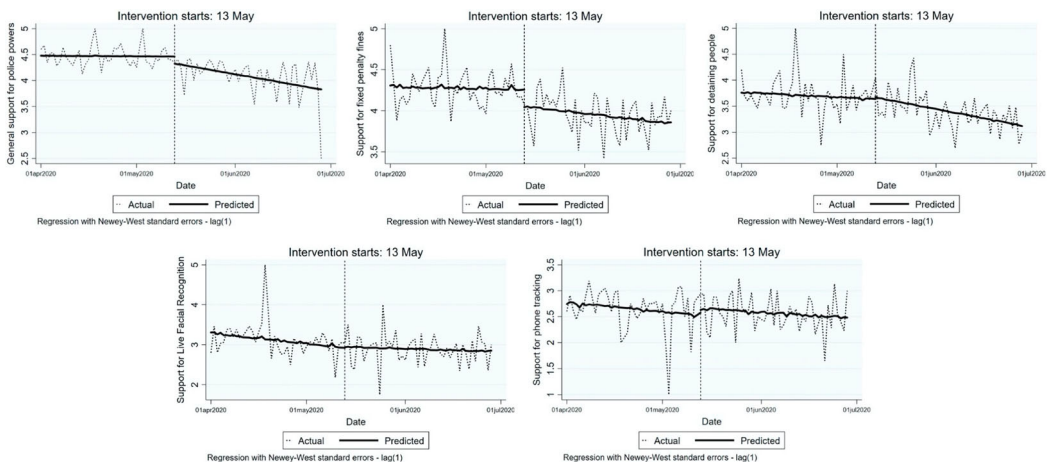 Intervention starts: 13 May
General support for police powers
5
4.5
4
3.5
3
2.5
01apr2020 01may2020 01jun2020 01jul2020
Date
Actual Predicted
Regression with Newey-West standard errors - lag(1)
Intervention starts: 13 May
Support for fixed penalty fines
5
4.5
4
3.5
01apr2020 01may2020 01jun2020 01jul2020
Date
Actual Predicted
Regression with Newey-West standard errors - lag(1)
Intervention starts: 13 May
Support for detaining people
5
4.5
4
3.5
3
2.5
01apr2020 01may2020 01jun2020 01jul2020
Date
Actual Predicted
Regression with Newey-West standard errors - lag(1)
Intervention starts: 13 May
Support for Live Facial Recognition
5
4
3
2
01apr2020 01may2020 01jun2020 01jul2020
Date
Actual Predicted
Regression with Newey-West standard errors - lag(1)
Intervention starts: 13 May
Support for phone tracking
3.5
3
2.5
2
1.5
1
01apr2020 01may2020 01jun2020 01jul2020
Date
Actual Predicted
Regression with Newey-West standard errors - lag(1)